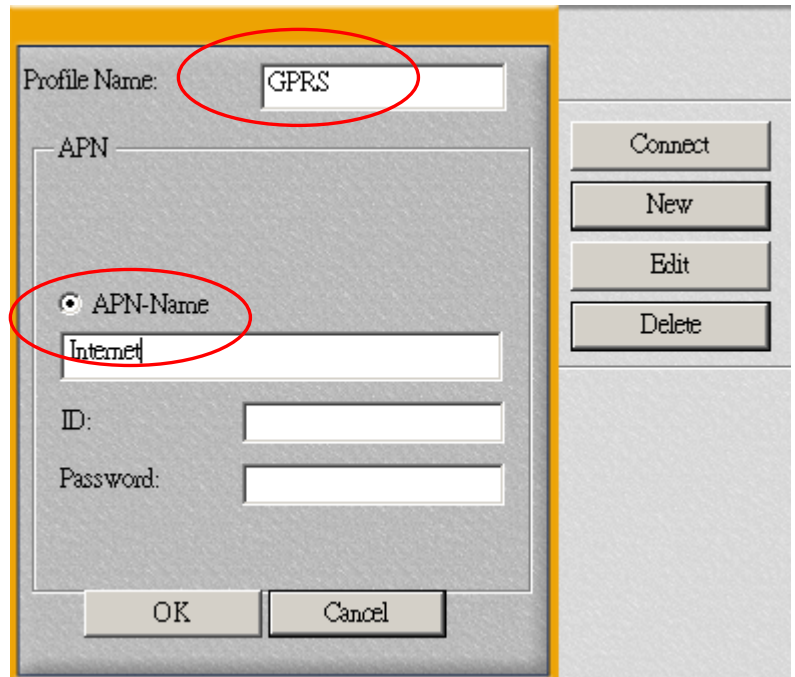 Profile Name: GPRS
APN
APN-Name
Internet
ID:
Password:
OK Cancel
Connect
New
Edit
Delete